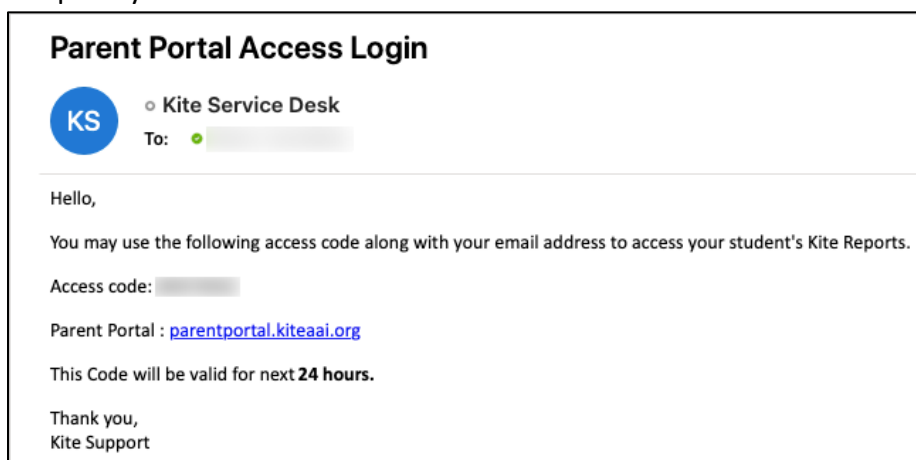 Parent Portal Access Login
KS
Kite Service Desk
To:
Hello,
You may use the following access code along with your email address to access your student's Kite Reports.
Access code:
Parent Portal : parentportal.kiteaai.org
This Code will be valid for next 24 hours.
Thank you,
Kite Support